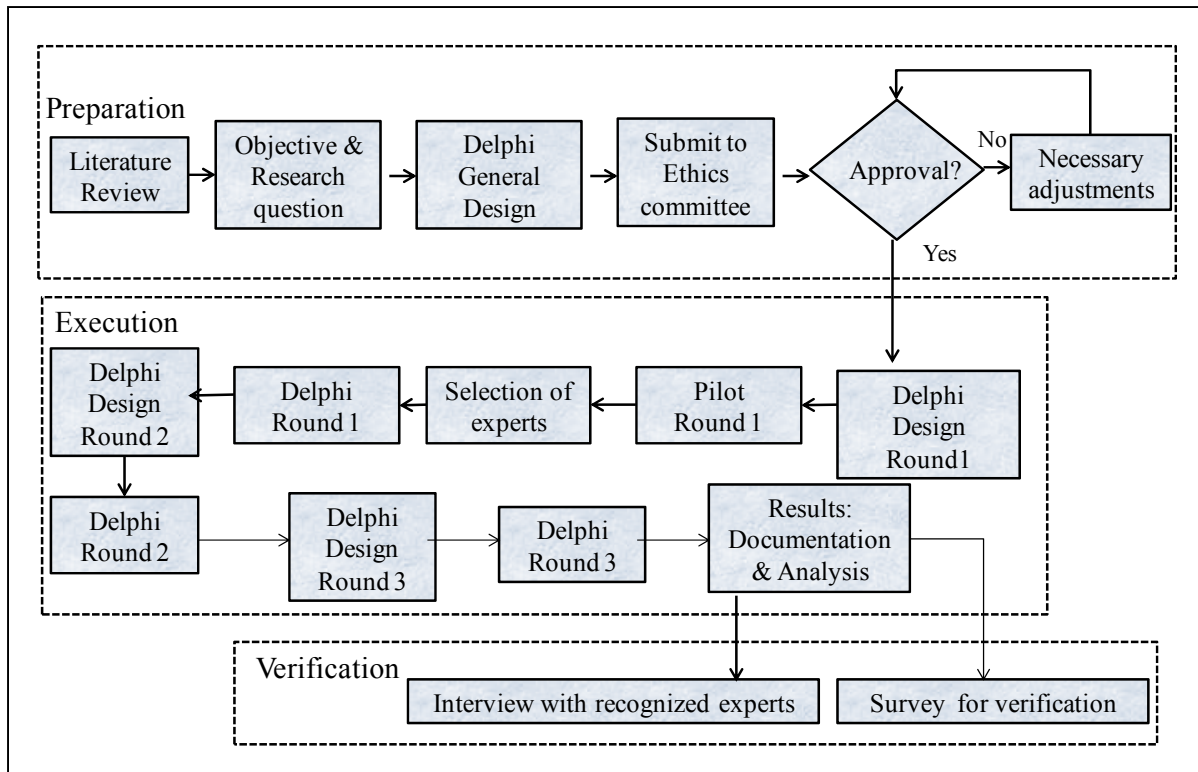 Preparation
Literature
Review
Objective &
Research
question
Delphi
General
Design
Submit to
Ethics
committee
Approval?
No
Necessary
adjustments
Yes
Execution
Delphi
Design
Round1
Pilot
Round 1
Selection of
experts
Delphi
Round 1
Delphi
Design
Round 2
Delphi
Round 2
Delphi
Design
Round 3
Delphi
Round 3
Results:
Documentation
& Analysis
Verification
Interview with recognized experts
Survey for verification